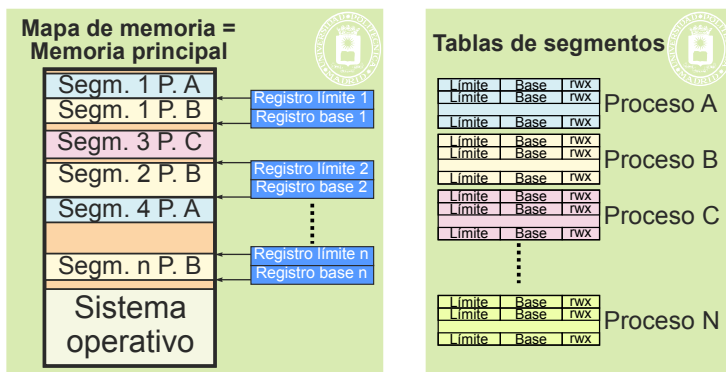 Mapa de memoria =
Memoria principal
Segm. 1 P. A
Segm. 1 P. B
Segm. 3 P. C
Segm. 2 P. B
Segm. 4 P. A
Segm. n P. B
Sistema
operativo
Registro límite 1
Registro base 1
Registro límite 2
Registro base 2
Registro límite n
Registro base n
Tablas de segmentos
Límite Base rwx
Límite Base rwx
Límite Base rwx
Proceso A
Límite Base rwx
Límite Base rwx
Límite Base rwx
Proceso B
Límite Base rwx
Límite Base rwx
Límite Base rwx
Proceso C
Límite Base rwx
Límite Base rwx
Límite Base rwx
Proceso N